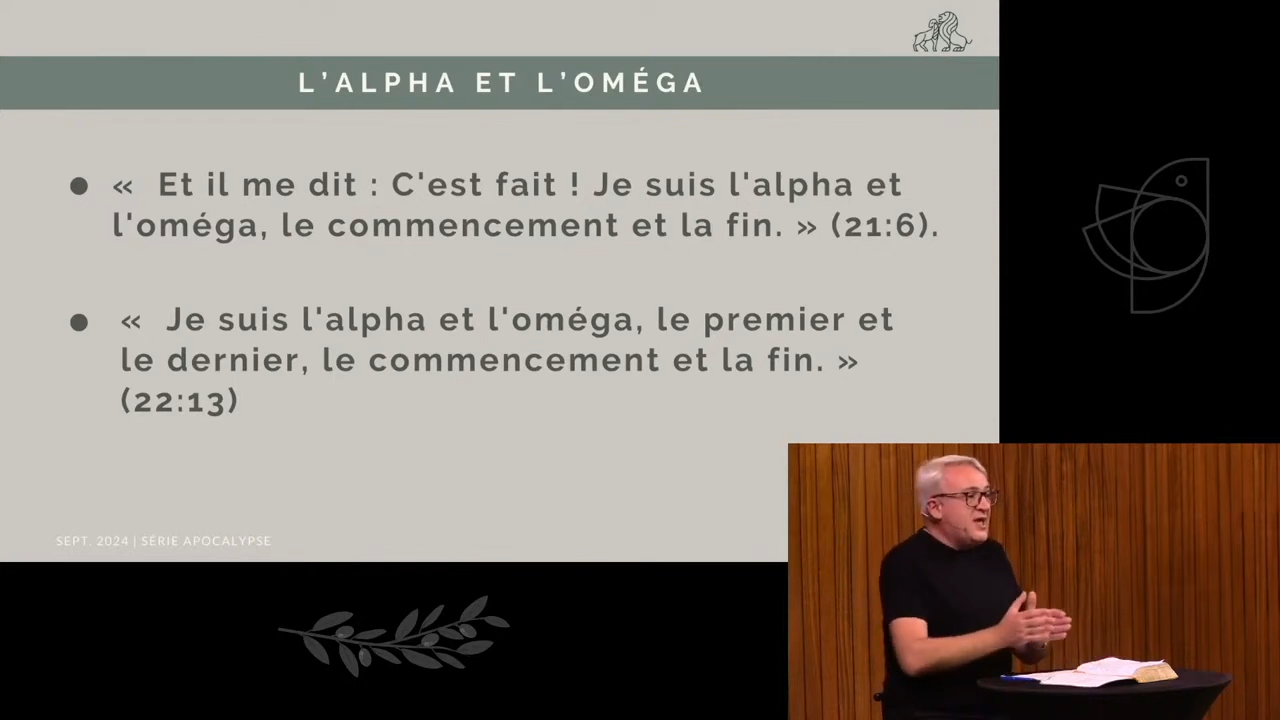 L’ALPHA ET L’OMÉGA
● « Et il me dit : C'est fait ! Je suis l'alpha et
l'oméga, le commencement et la fin. » (21:6).
● « Je suis l'alpha et l'oméga, le premier et
le dernier, le commencement et la fin. »
(22:13)
SEPT. 2024 | SÉRIE APOCALYPSE